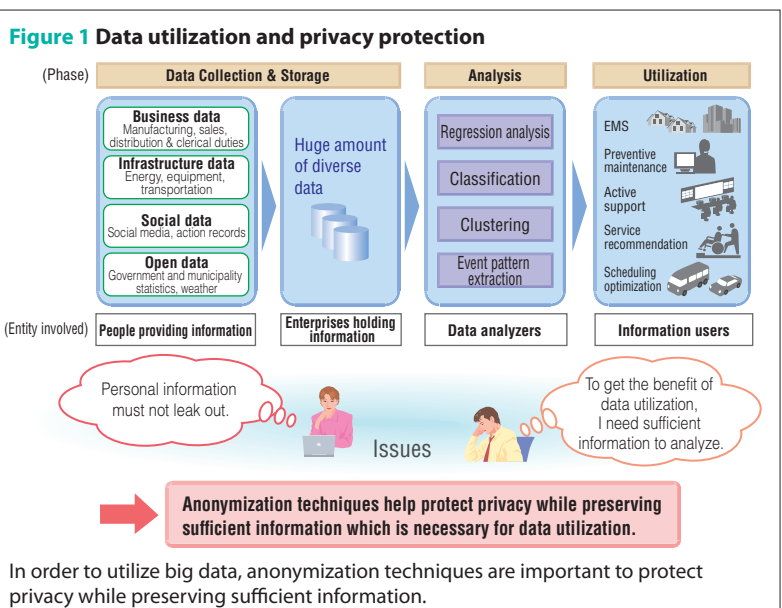 Figure 1 Data utilization and privacy protection
(Phase)
Data Collection & Storage
Analysis
Utilization
Business data
Manufacturing, sales,
distribution & clerical duties
Infrastructure data
Energy, equipment,
transportation
Social data
Social media, action records
Open data
Government and municipality
statistics, weather
Huge amount
of diverse
data
Regression analysis
Classification
Clustering
Event pattern
extraction
EMS
Preventive
maintenance
Active
support
Service
recommendation
Scheduling
optimization
(Entity involved)
People providing information
Enterprises holding
information
Data analyzers
Information users
Personal information
must not leak out.
Issues
To get the benefit of
data utilization,
I need sufficient
information to analyze.
Anonymization techniques help protect privacy while preserving
sufficient information which is necessary for data utilization.
In order to utilize big data, anonymization techniques are important to protect
privacy while preserving sufficient information.